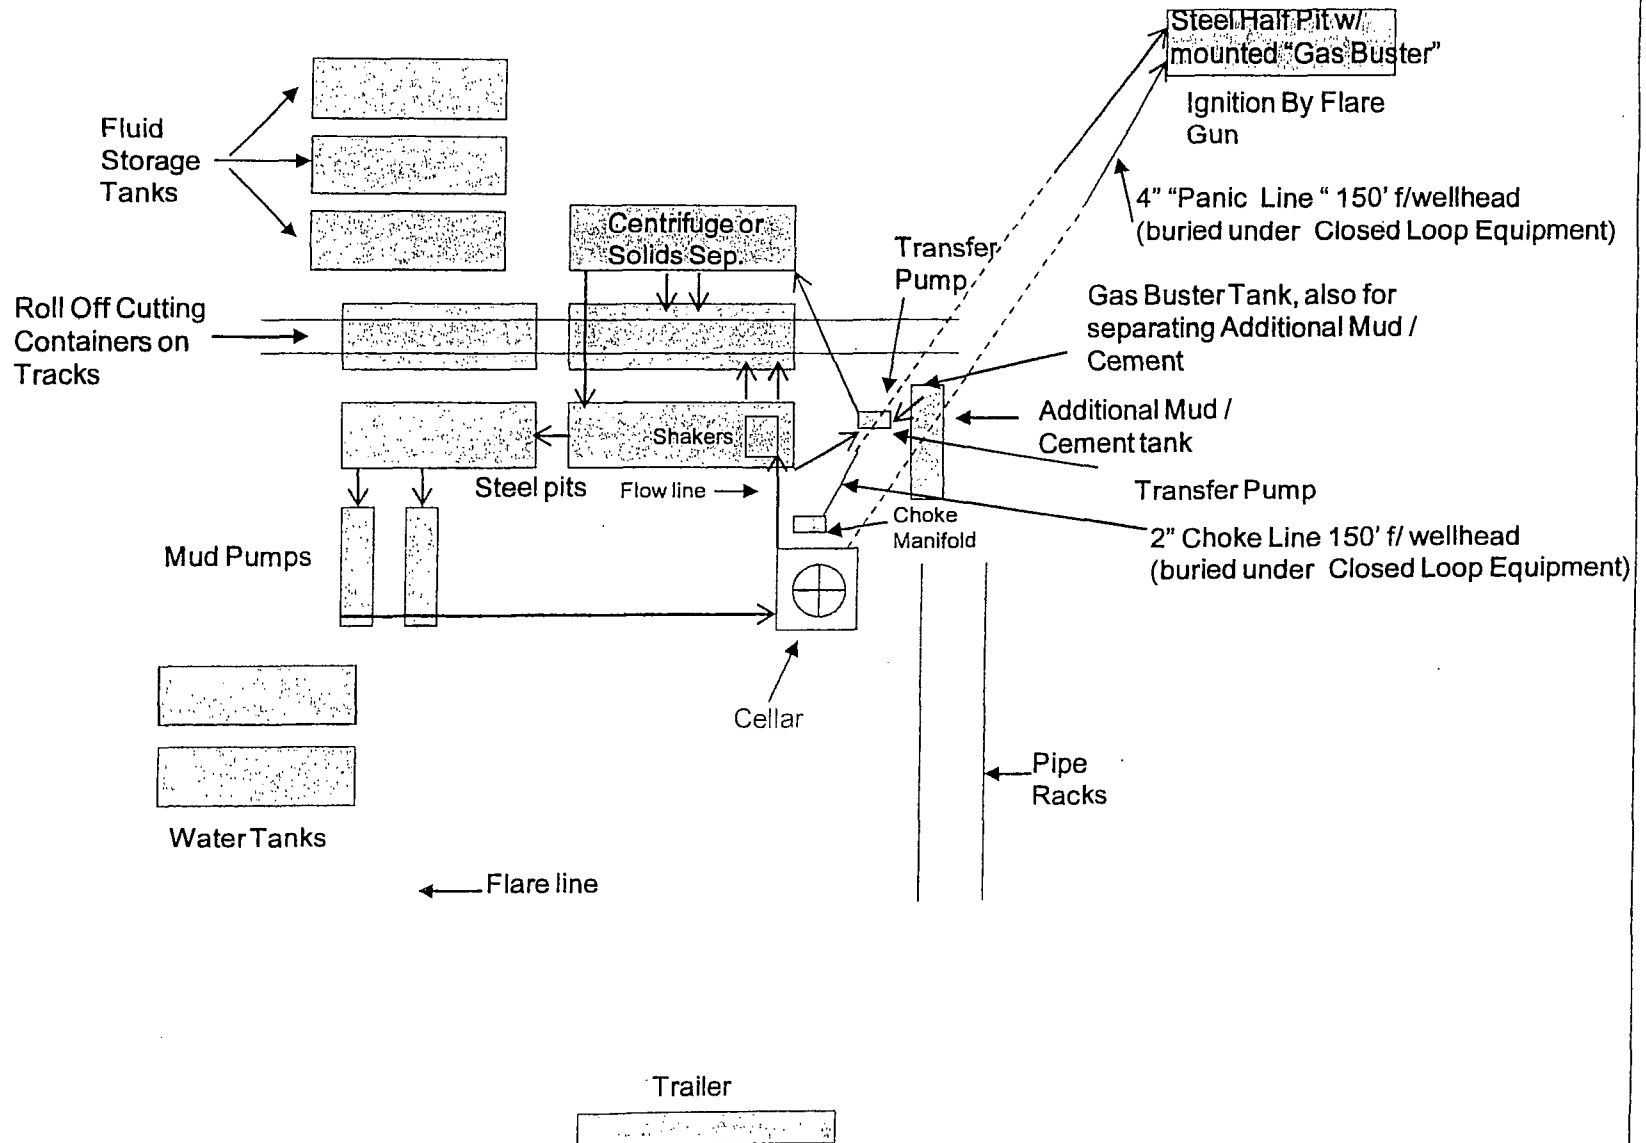 Steel Half Pit w/
mounted “Gas Buster”
Ignition By Flare
Gun
Fluid
Storage
Tanks
4” “Panic Line “ 150’ f/wellhead
(buried under Closed Loop Equipment)
Centrifuge or
Solids Sep.
Transfer
Pump
Gas Buster Tank, also for
separating Additional Mud /
Cement
Roll Off Cutting
Containers on
Tracks
Additional Mud /
Cement tank
Shakers
Steel pits
Flow line
Transfer Pump
Choke
Manifold
2” Choke Line 150’ f/ wellhead
(buried under Closed Loop Equipment)
Mud Pumps
Cellar
Pipe
Racks
Water Tanks
Flare line
Trailer